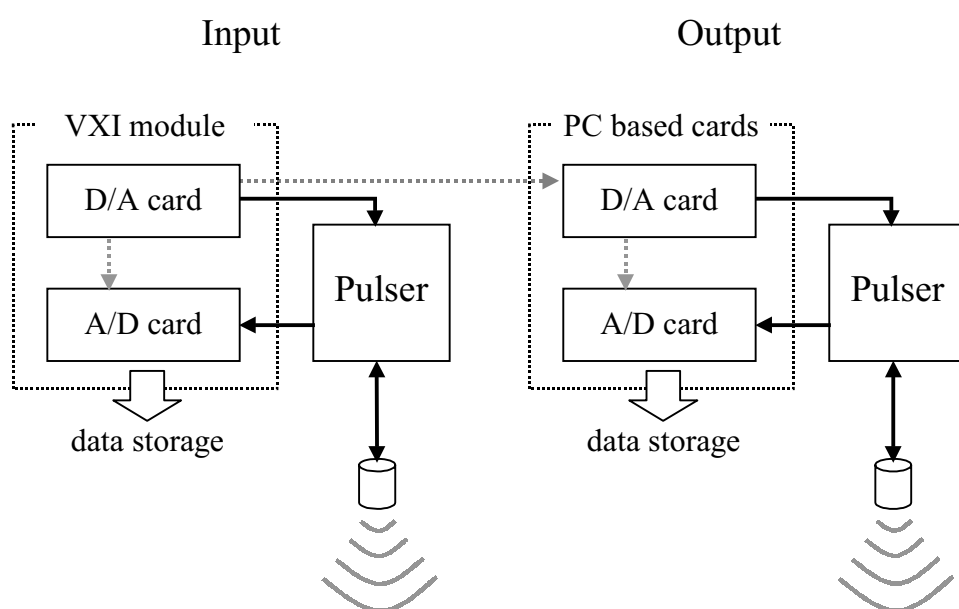 Input
Output
VXI module
PC based cards
D/A card
D/A card
Pulser
Pulser
A/D card
A/D card
data storage
data storage